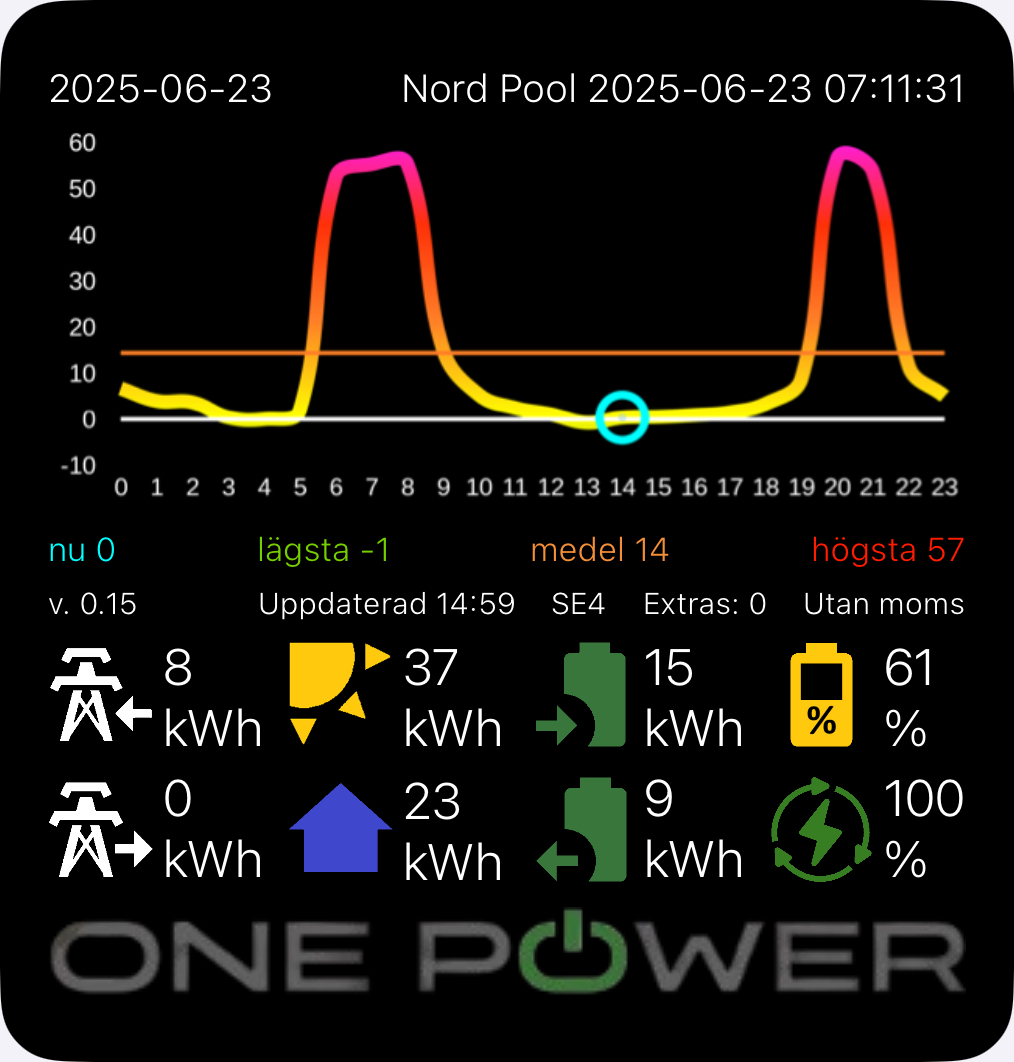 2025-06-23 Nord Pool 2025-06-23 07:11:31
60
50
40
30
20
10
0
-10
0 1 2 3 4 5 6 7 8 9 10 11 12 13 14 15 16 17 18 19 20 21 22 23
nu 0 lägsta -1 medel 14 högsta 57
v. 0.15 Uppdaterad 14:59 SE4 Extras: 0 Utan moms
8 37 15 61
kWh kWh kWh % %
0 23 9 100
kWh kWh kWh %
ONE POWER